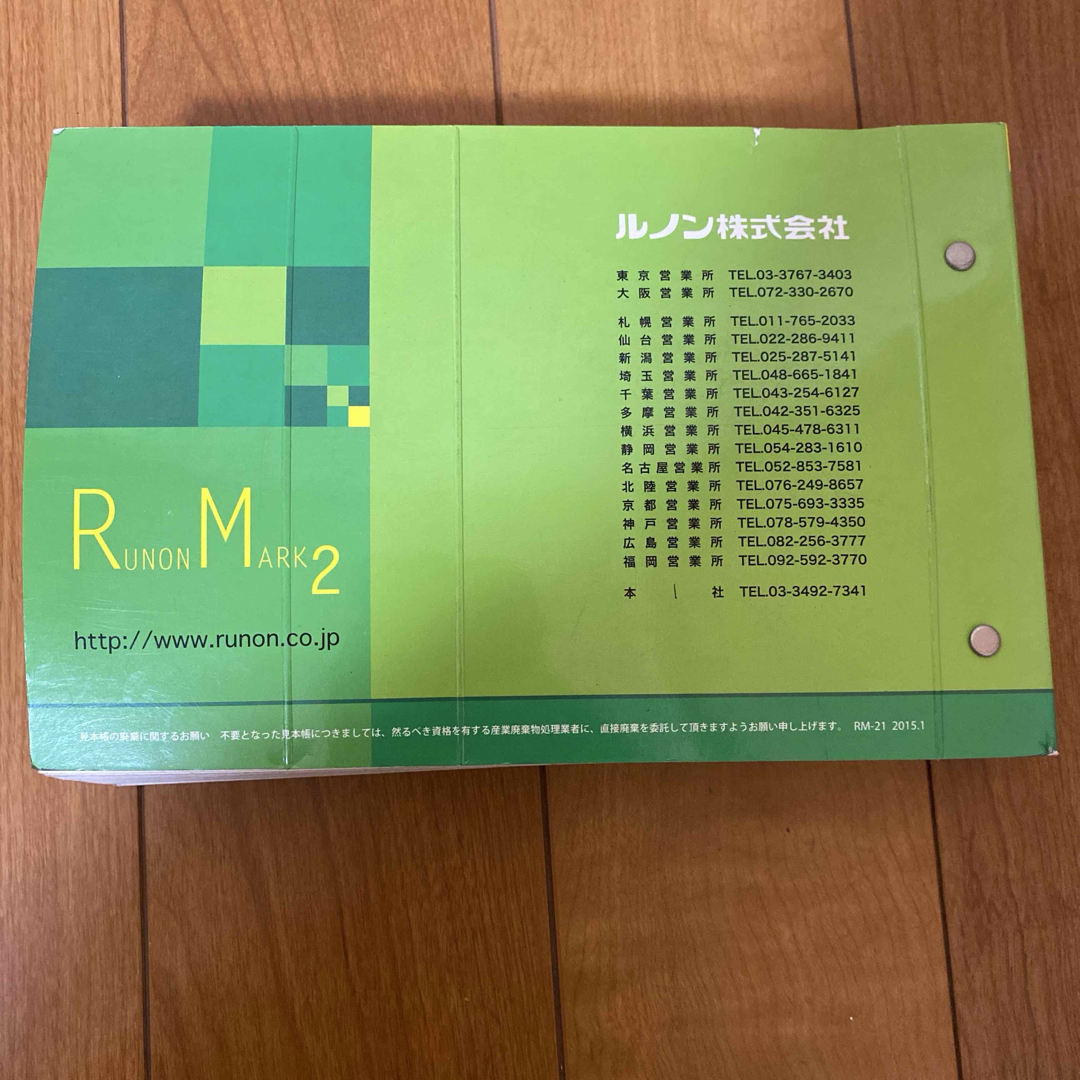 ルノン株式会社
東京営業所 TEL.03-3767-3403
大阪営業所 TEL.072-330-2670
札幌営業所 TEL.011-765-2033
仙台営業所 TEL.022-286-9411
新潟営業所 TEL.025-287-5141
埼玉営業所 TEL.048-665-1841
千葉営業所 TEL.043-254-6127
多摩営業所 TEL.042-351-6325
横浜営業所 TEL.045-478-6311
静岡営業所 TEL.054-283-1610
名古屋営業所 TEL.052-853-7581
北陸営業所 TEL.076-249-8657
京都営業所 TEL.075-693-3335
神戸営業所 TEL.078-579-4350
広島営業所 TEL.082-256-3777
福岡営業所 TEL.092-592-3770
本社 TEL.03-3492-7341
RUNON MARK2
http://www.runon.co.jp
見本帳の廃棄に関するお願い 不要となった見本帳につきましては、然るべき資格を有する産業廃棄物処理業者に、直接廃棄を委託して頂きますようお願い申し上げます。 RM-21 2015.1